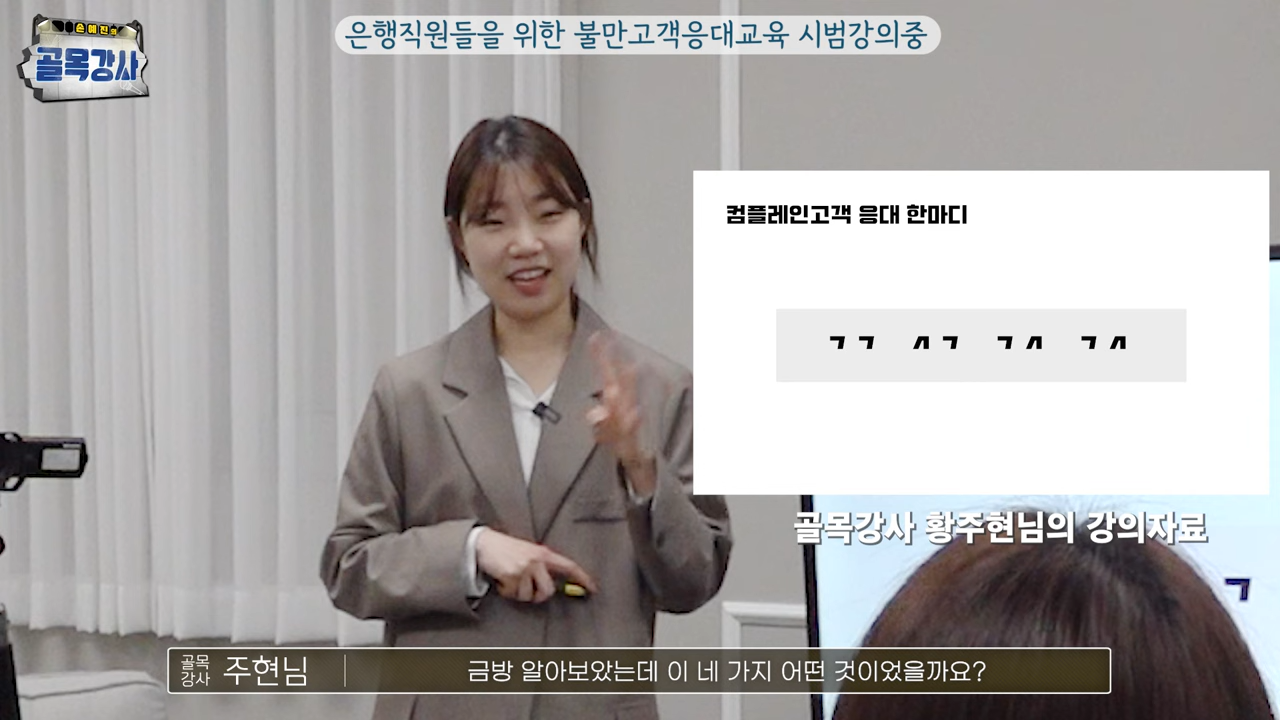 은행직원들을 위한 불만고객응대교육 시범강의중
손혜진의
골목강사
컴플레인고객 응대 한마디
ㄱㄱ ㅅㄱ ㄱㅅ ㄱㅅ
골목강사 황주현님의 강의자료
ㄱ
골목
강사
주현님
금방 알아보았는데 이 네 가지 어떤 것이었을까요?